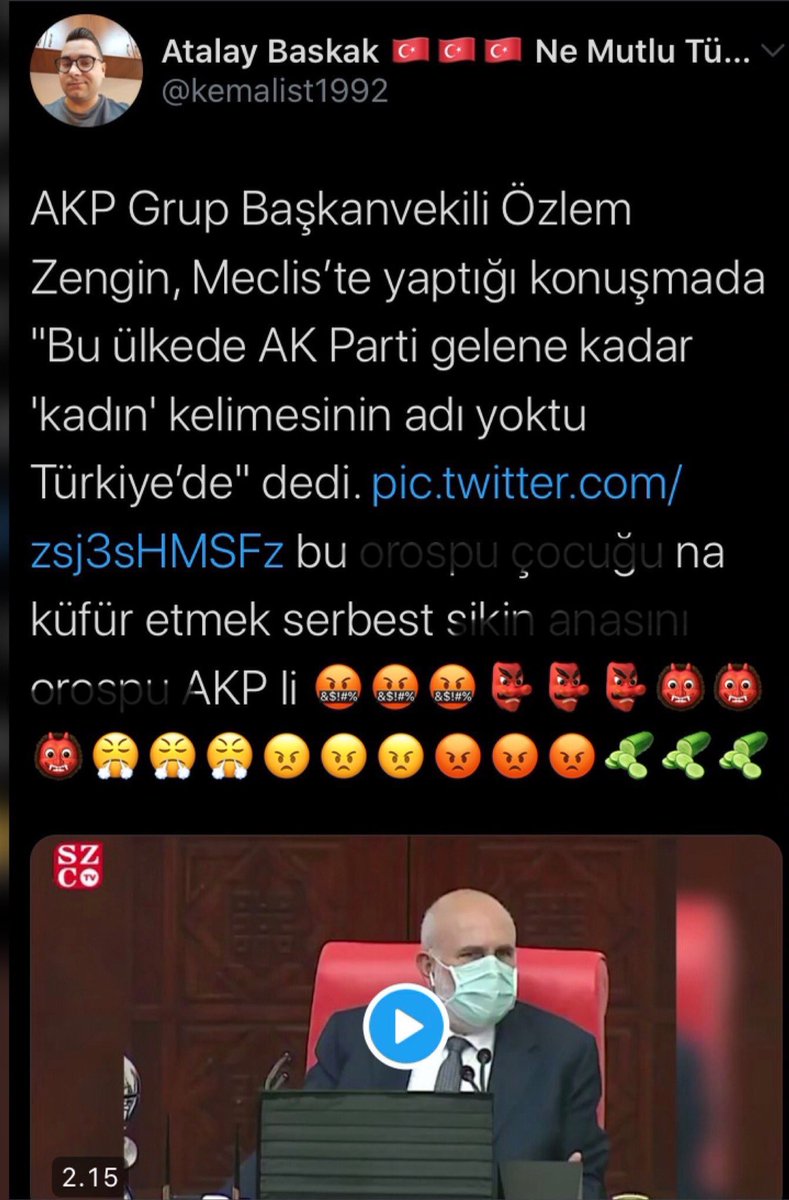 Atalay Baskak 🇹🇷 🇹🇷 🇹🇷 Ne Mutlu Tü...
@kemalist1992
AKP Grup Başkanvekili Özlem
Zengin, Meclis’te yaptığı konuşmada
"Bu ülkede AK Parti gelene kadar
'kadın' kelimesinin adı yoktu
Türkiye’de" dedi. pic.twitter.com/
zsj3sHMSFz bu orospu çocuğu na
küfür etmek serbest sikin anasını
orospu AKP li 🤬 🤬 🤬 👺 👺 👺 👹 👹
👹 😤 😤 😤 😠 😠 😠 😡 😡 😡 🥒 🥒 🥒
SZ
C TV
2.15